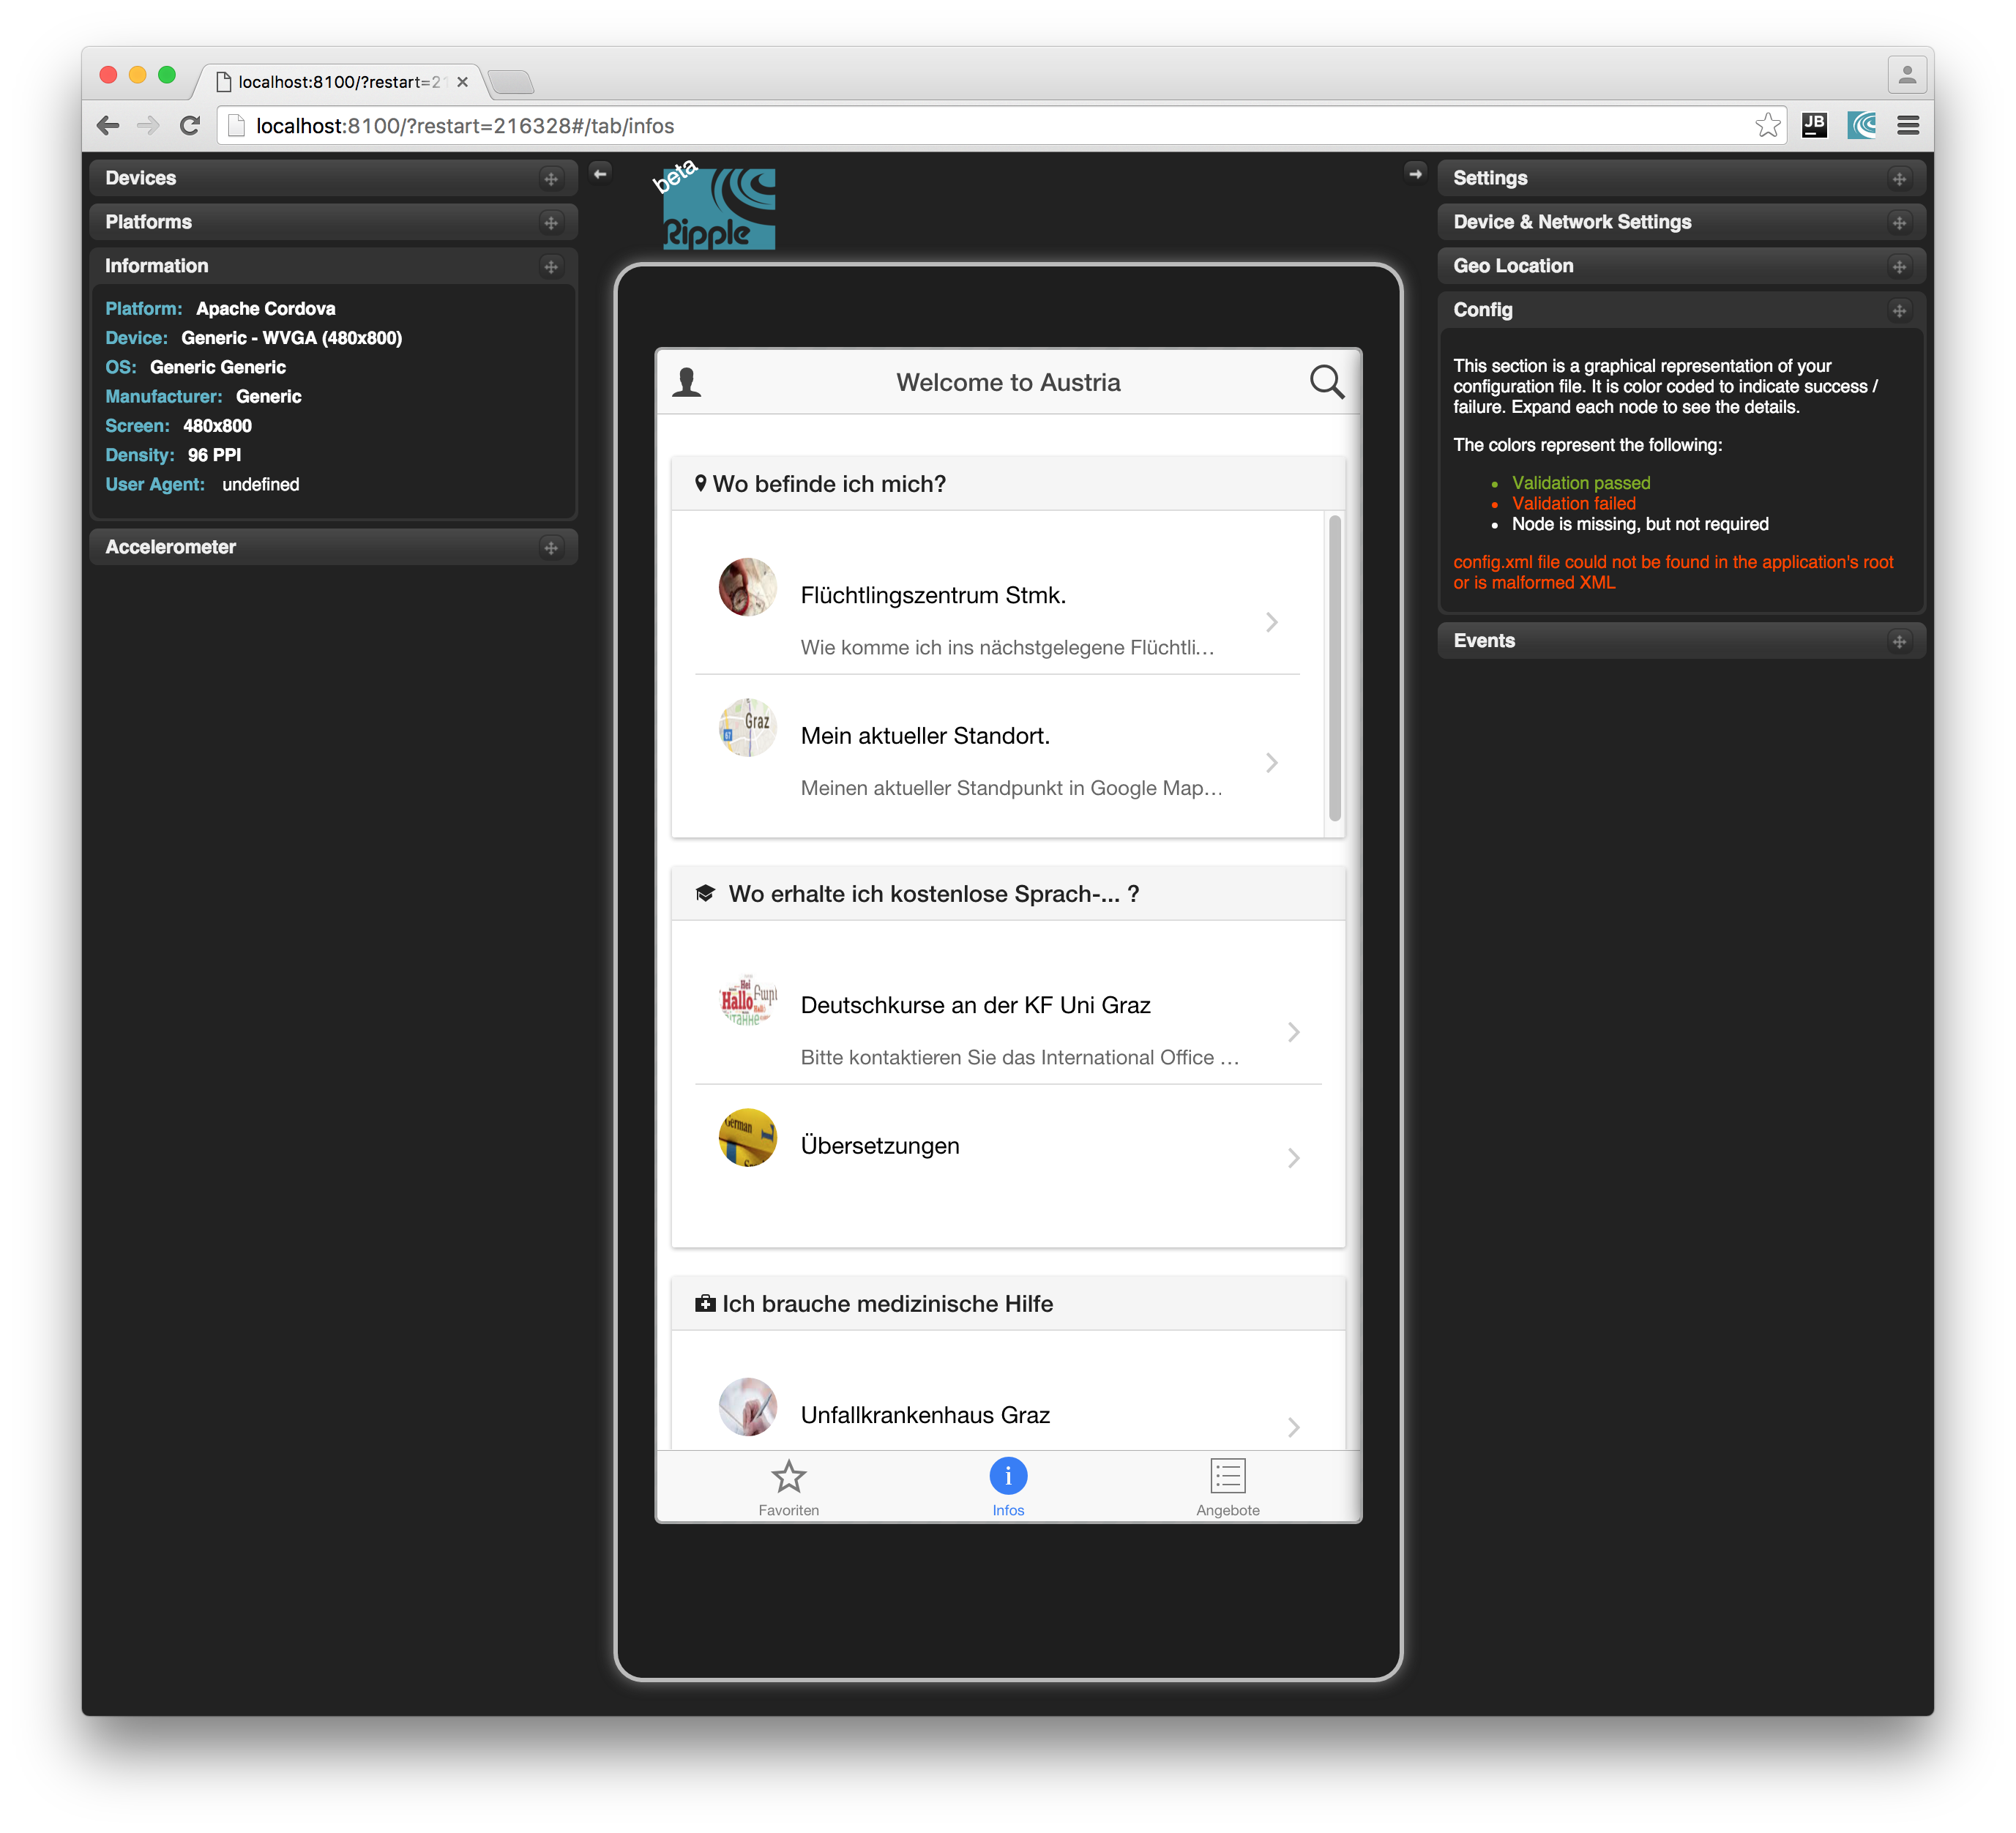 localhost:8100/?restart=21
localhost:8100/?restart=216328#/tab/infos
JB
Devices
Platforms
Information
Platform: Apache Cordova
Device: Generic - WVGA (480x800)
OS: Generic Generic
Manufacturer: Generic
Screen: 480x800
Density: 96 PPI
User Agent: undefined
Accelerometer
beta
Ripple
Welcome to Austria
Wo befinde ich mich?
Flüchtlingszentrum Stmk.
Wie komme ich ins nächstgelegene Flüchtli...
Graz
Mein aktueller Standort.
Meinen aktueller Standpunkt in Google Map...
Wo erhalte ich kostenlose Sprach-... ?
Hei
Hallo
Deutschkurse an der KF Uni Graz
Bitte kontaktieren Sie das International Office ...
German
Übersetzungen
Ich brauche medizinische Hilfe
Unfallkrankenhaus Graz
Favoriten
Infos
Angebote
Settings
Device & Network Settings
Geo Location
Config
This section is a graphical representation of your
configuration file. It is color coded to indicate success /
failure. Expand each node to see the details.
The colors represent the following:
• Validation passed
• Validation failed
• Node is missing, but not required
config.xml file could not be found in the application's root
or is malformed XML
Events